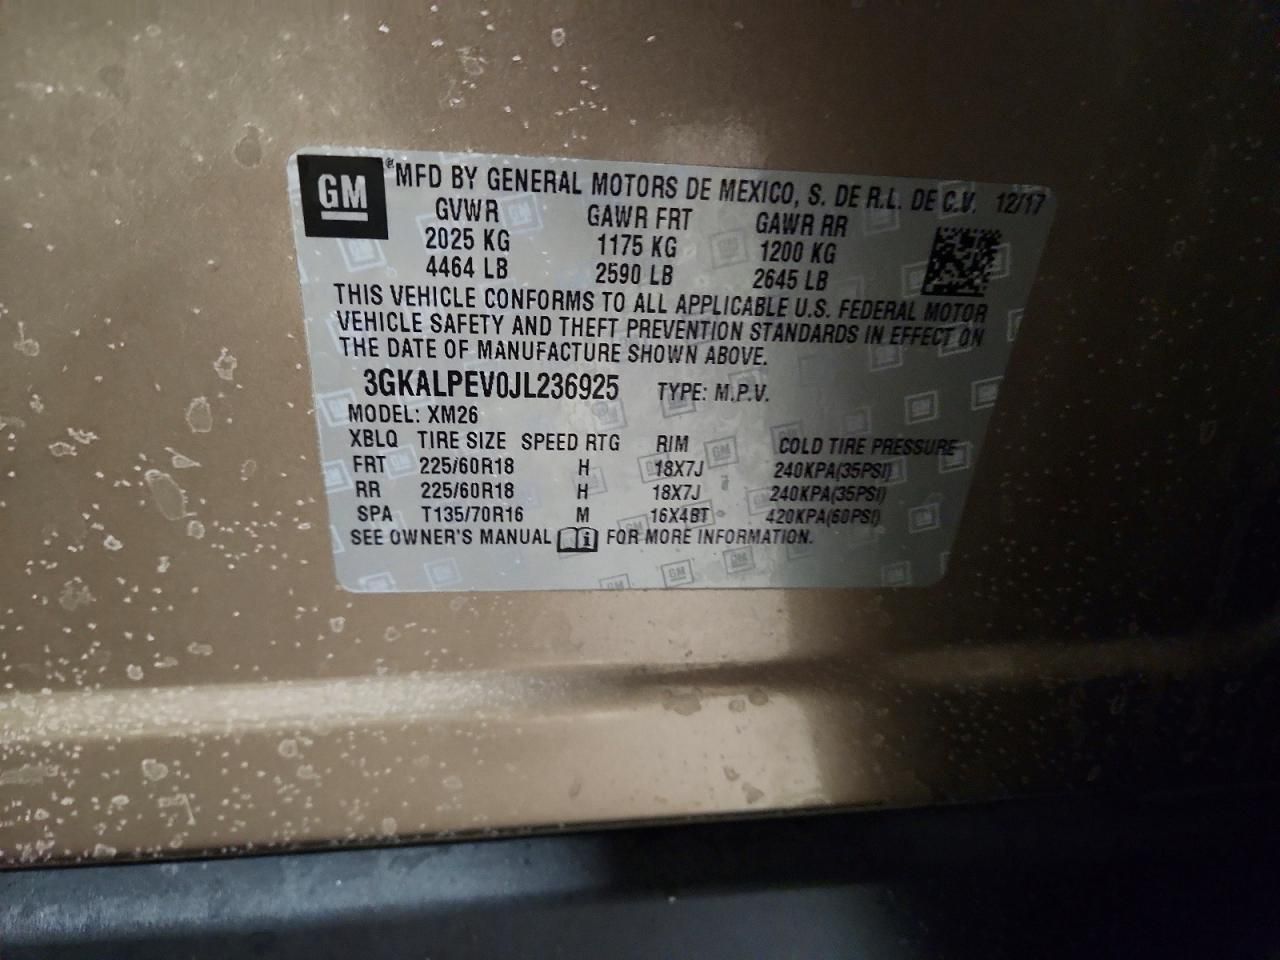 GM
® MFD BY GENERAL MOTORS DE MEXICO, S. DE R.L. DE C.V. 12/17
GVWR GAWR FRT GAWR RR
2025 KG 1175 KG 1200 KG
4464 LB 2590 LB 2645 LB
THIS VEHICLE CONFORMS TO ALL APPLICABLE U.S. FEDERAL MOTOR
VEHICLE SAFETY AND THEFT PREVENTION STANDARDS IN EFFECT ON
THE DATE OF MANUFACTURE SHOWN ABOVE.
3GKALPEV0JL236925 TYPE: M.P.V.
MODEL: XM26
XBLQ TIRE SIZE SPEED RTG RIM COLD TIRE PRESSURE
FRT 225/60R18 H 18X7J 240KPA(35PSI)
RR 225/60R18 H 18X7J 240KPA(35PSI)
SPA T135/70R16 M 16X4BT 420KPA(60PSI)
SEE OWNER'S MANUAL i FOR MORE INFORMATION.